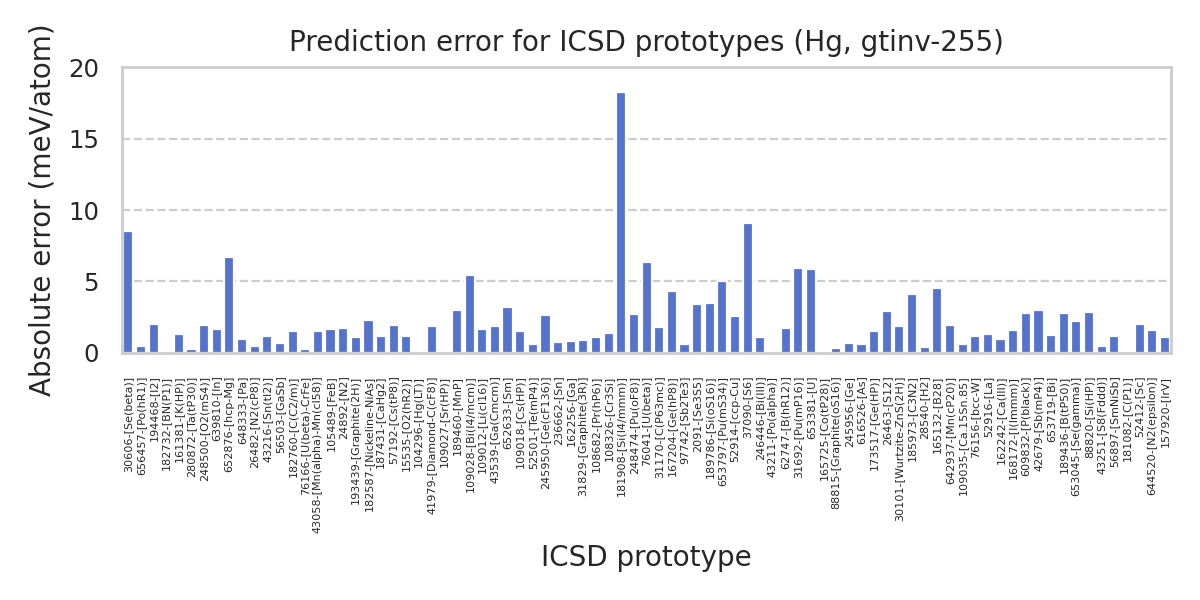 Prediction error for ICSD prototypes (Hg, gtinv-255)
Absolute error (meV/atom)
20
15
10
5
0
30606-[Se(beta)]
656457-[Po(hR1)]
194468-[I2]
182732-[BN(P1)]
161381-[K(HP)]
280872-[Ta(tP30)]
248500-[O2(mS4)]
639810-[In]
652876-[hcp-Mg]
64833-[Pa]
26482-[N2(cP8)]
43216-[Sn(tI2)]
5603-[GaSb]
182760-[C(C2/m)]
76166-[U(beta)-CrFe]
43058-[Mn(alpha)-Mn(cI58)]
105489-[FeB]
24892-[N2]
193439-[Graphite(2H)]
182587-[Nickeline-NiAs]
187431-[CaHg2]
57192-[Cs(tP8)]
15535-[O2(hR2)]
104296-[Hg(LT)]
41979-[Diamond-C(cF8)]
109027-[Sr(HP)]
189460-[MnP]
109028-[Bi(I4/mcm)]
109012-[Li(cI16)]
43539-[Ga(Cmcm)]
652633-[Sm]
109018-[Cs(HP)]
52501-[Te(mP4)]
245950-[Ge(cF136)]
236662-[Sn]
162256-[Ga]
31829-[Graphite(3R)]
108682-[Pr(hP6)]
108326-[Cr3Si]
181908-[Si(I4/mmm)]
248474-[Pu(oF8)]
76041-[U(beta)]
31170-[C(P63mc)]
167204-[Ge(hP8)]
97742-[Sb2Te3]
2091-[Se3S5]
189786-[Si(oS16)]
653797-[Pu(mS34)]
52914-[ccp-Cu]
37090-[S6]
246446-[Bi(III)]
43211-[Po(alpha)]
62747-[B(hR12)]
31692-[P(mP16)]
653381-[U]
165725-[Co(tP28)]
88815-[Graphite(oS16)]
245956-[Ge]
616526-[As]
173517-[Ge(HP)]
26463-[S12]
30101-[Wurtzite-ZnS(2H)]
185973-[C3N2]
28540-[H2]
165132-[B28]
642937-[Mn(cP20)]
109035-[Ca.15Sn.85]
76156-[bcc-W]
52916-[La]
162242-[Ca(III)]
168172-[I(Immm)]
609832-[P(black)]
42679-[Sb(mP4)]
653719-[Bi]
189436-[B(tP50)]
653045-[Se(gamma)]
88820-[Si(HP)]
432513-[S8(Fddd)]
56897-[SmNiSb]
181082-[C(P1)]
52412-[Sc]
644520-[N2(epsilon)]
157920-[IrV]
ICSD prototype